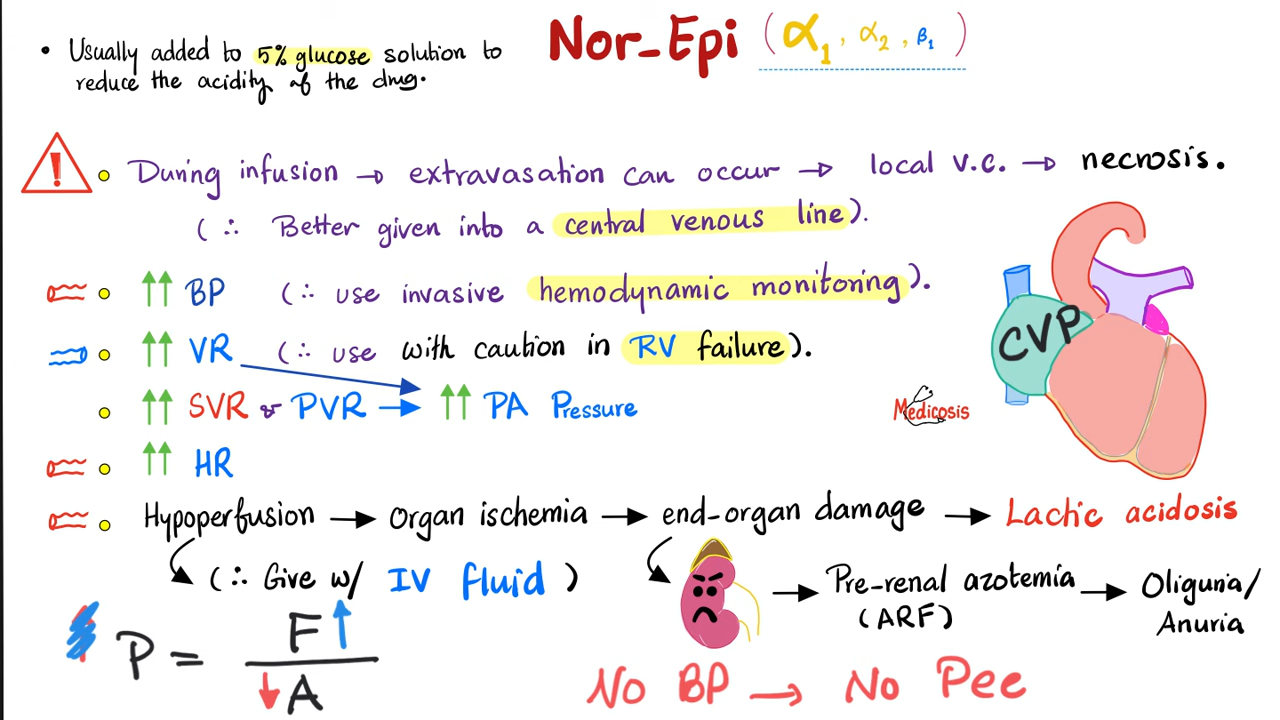 Nor_Epi (α1, α2, β1)
• Usually added to 5% glucose solution to
reduce the acidity of the drug.
! During infusion → extravasation can occur → local v.c. → necrosis.
(∴ Better given into a central venous line).
↑↑ BP (∴ use invasive hemodynamic monitoring).
↑↑ VR (∴ use with caution in RV failure).
↑↑ SVR & PVR → ↑↑ PA Pressure
↑↑ HR
CVP
Medicosis
Hypoperfusion → Organ ischemia → end-organ damage → Lactic acidosis
(∴ Give w/ IV fluid)
→ Pre-renal azotemia → Oliguria/
(ARF) Anuria
P = F↑
↓A
No BP → No Pee